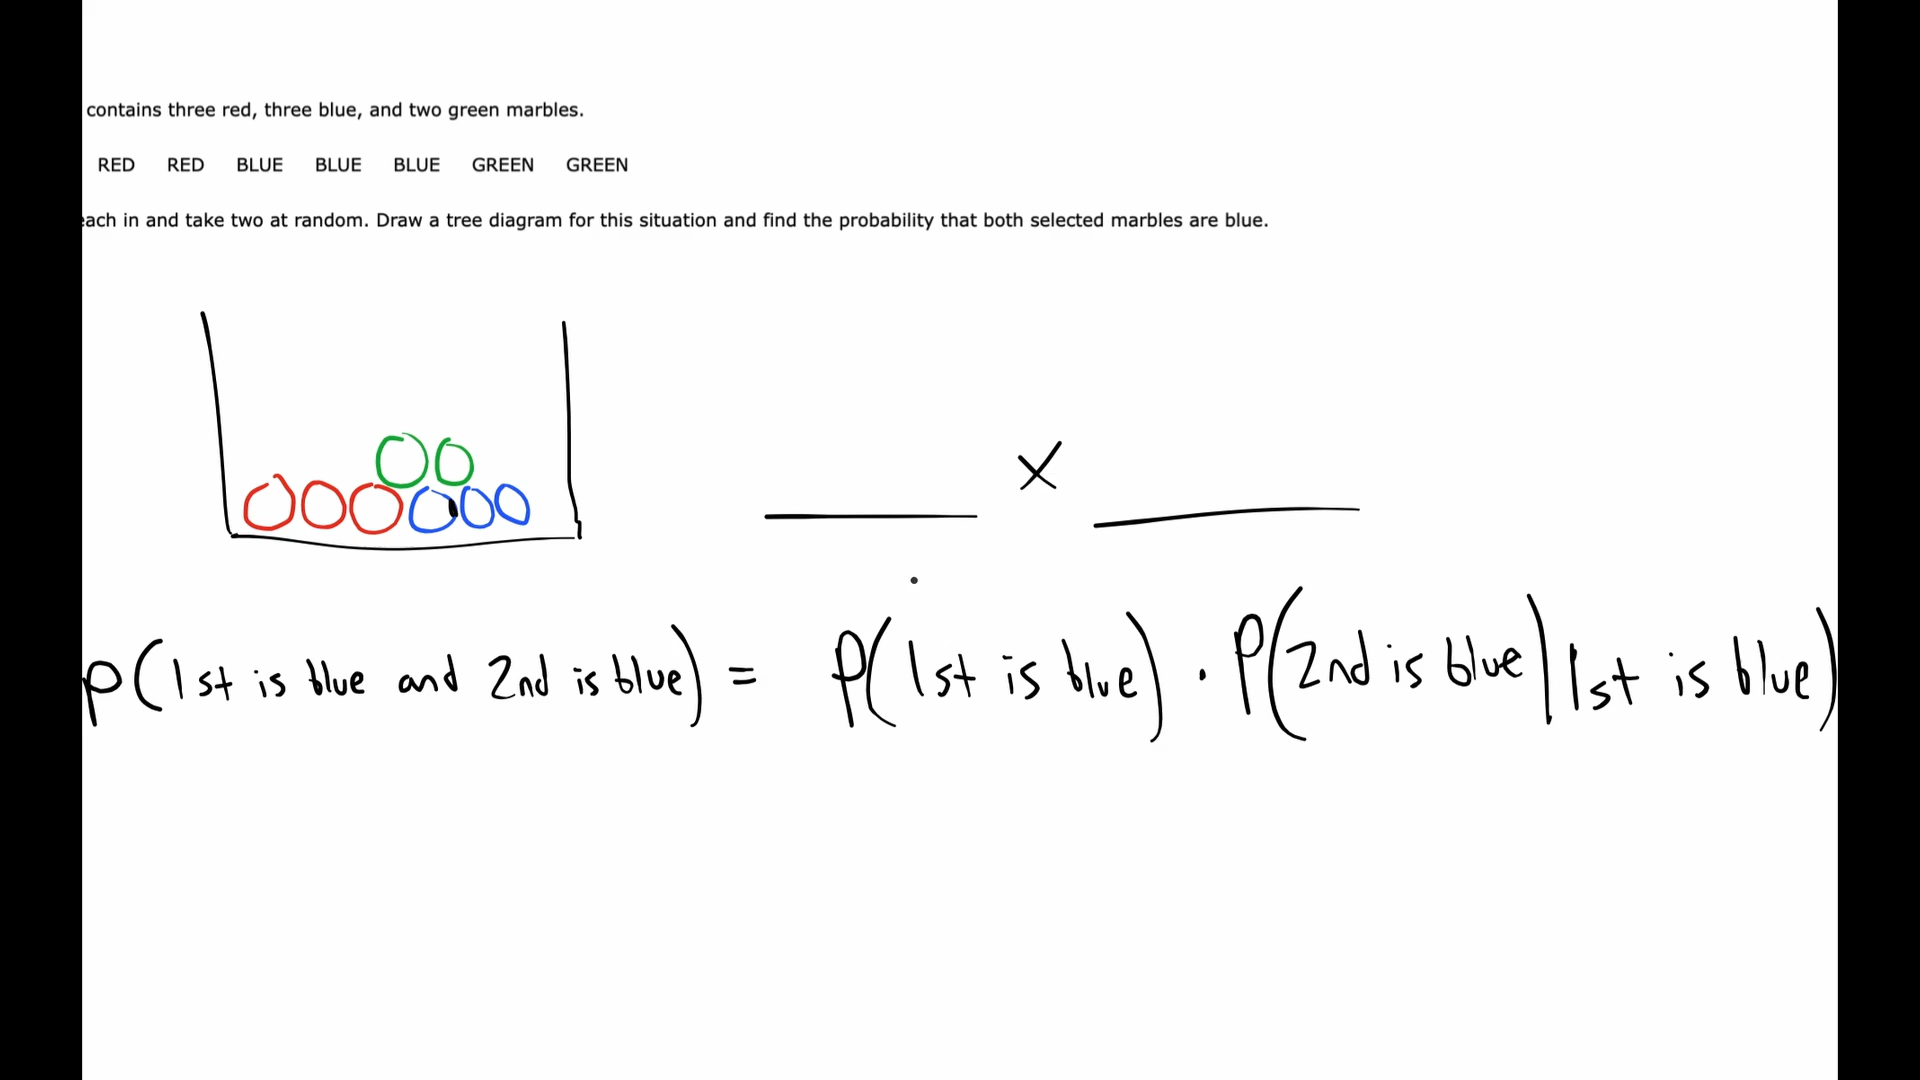 contains three red, three blue, and two green marbles.
RED RED BLUE BLUE BLUE GREEN GREEN
each in and take two at random. Draw a tree diagram for this situation and find the probability that both selected marbles are blue.
X
P(1st is blue and 2nd is blue) = P(1st is blue) · P(2nd is blue|1st is blue)